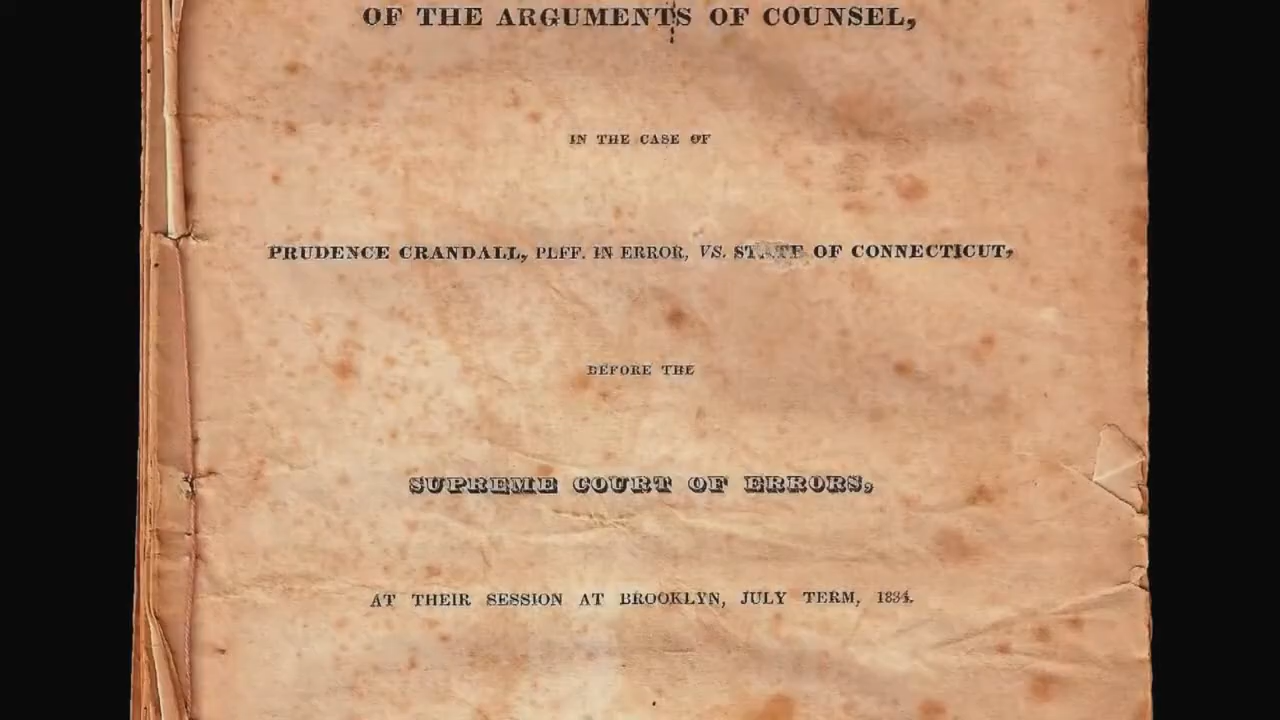 OF THE ARGUMENTS OF COUNSEL,
IN THE CASE OF
PRUDENCE CRANDALL, PLFF. IN ERROR, VS. STATE OF CONNECTICUT,
BEFORE THE
SUPREME COURT OF ERRORS,
AT THEIR SESSION AT BROOKLYN, JULY TERM, 1834.